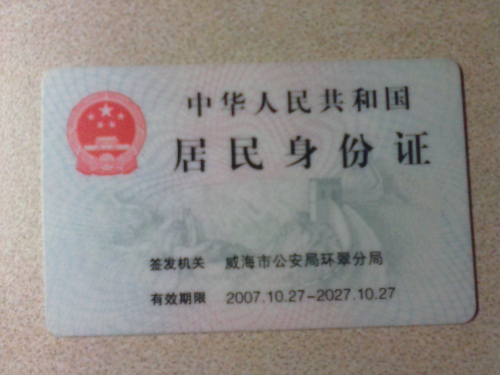 中华人民共和国
居民身份证
签发机关 威海市公安局环翠分局
有效期限 2007.10.27-2027.10.27